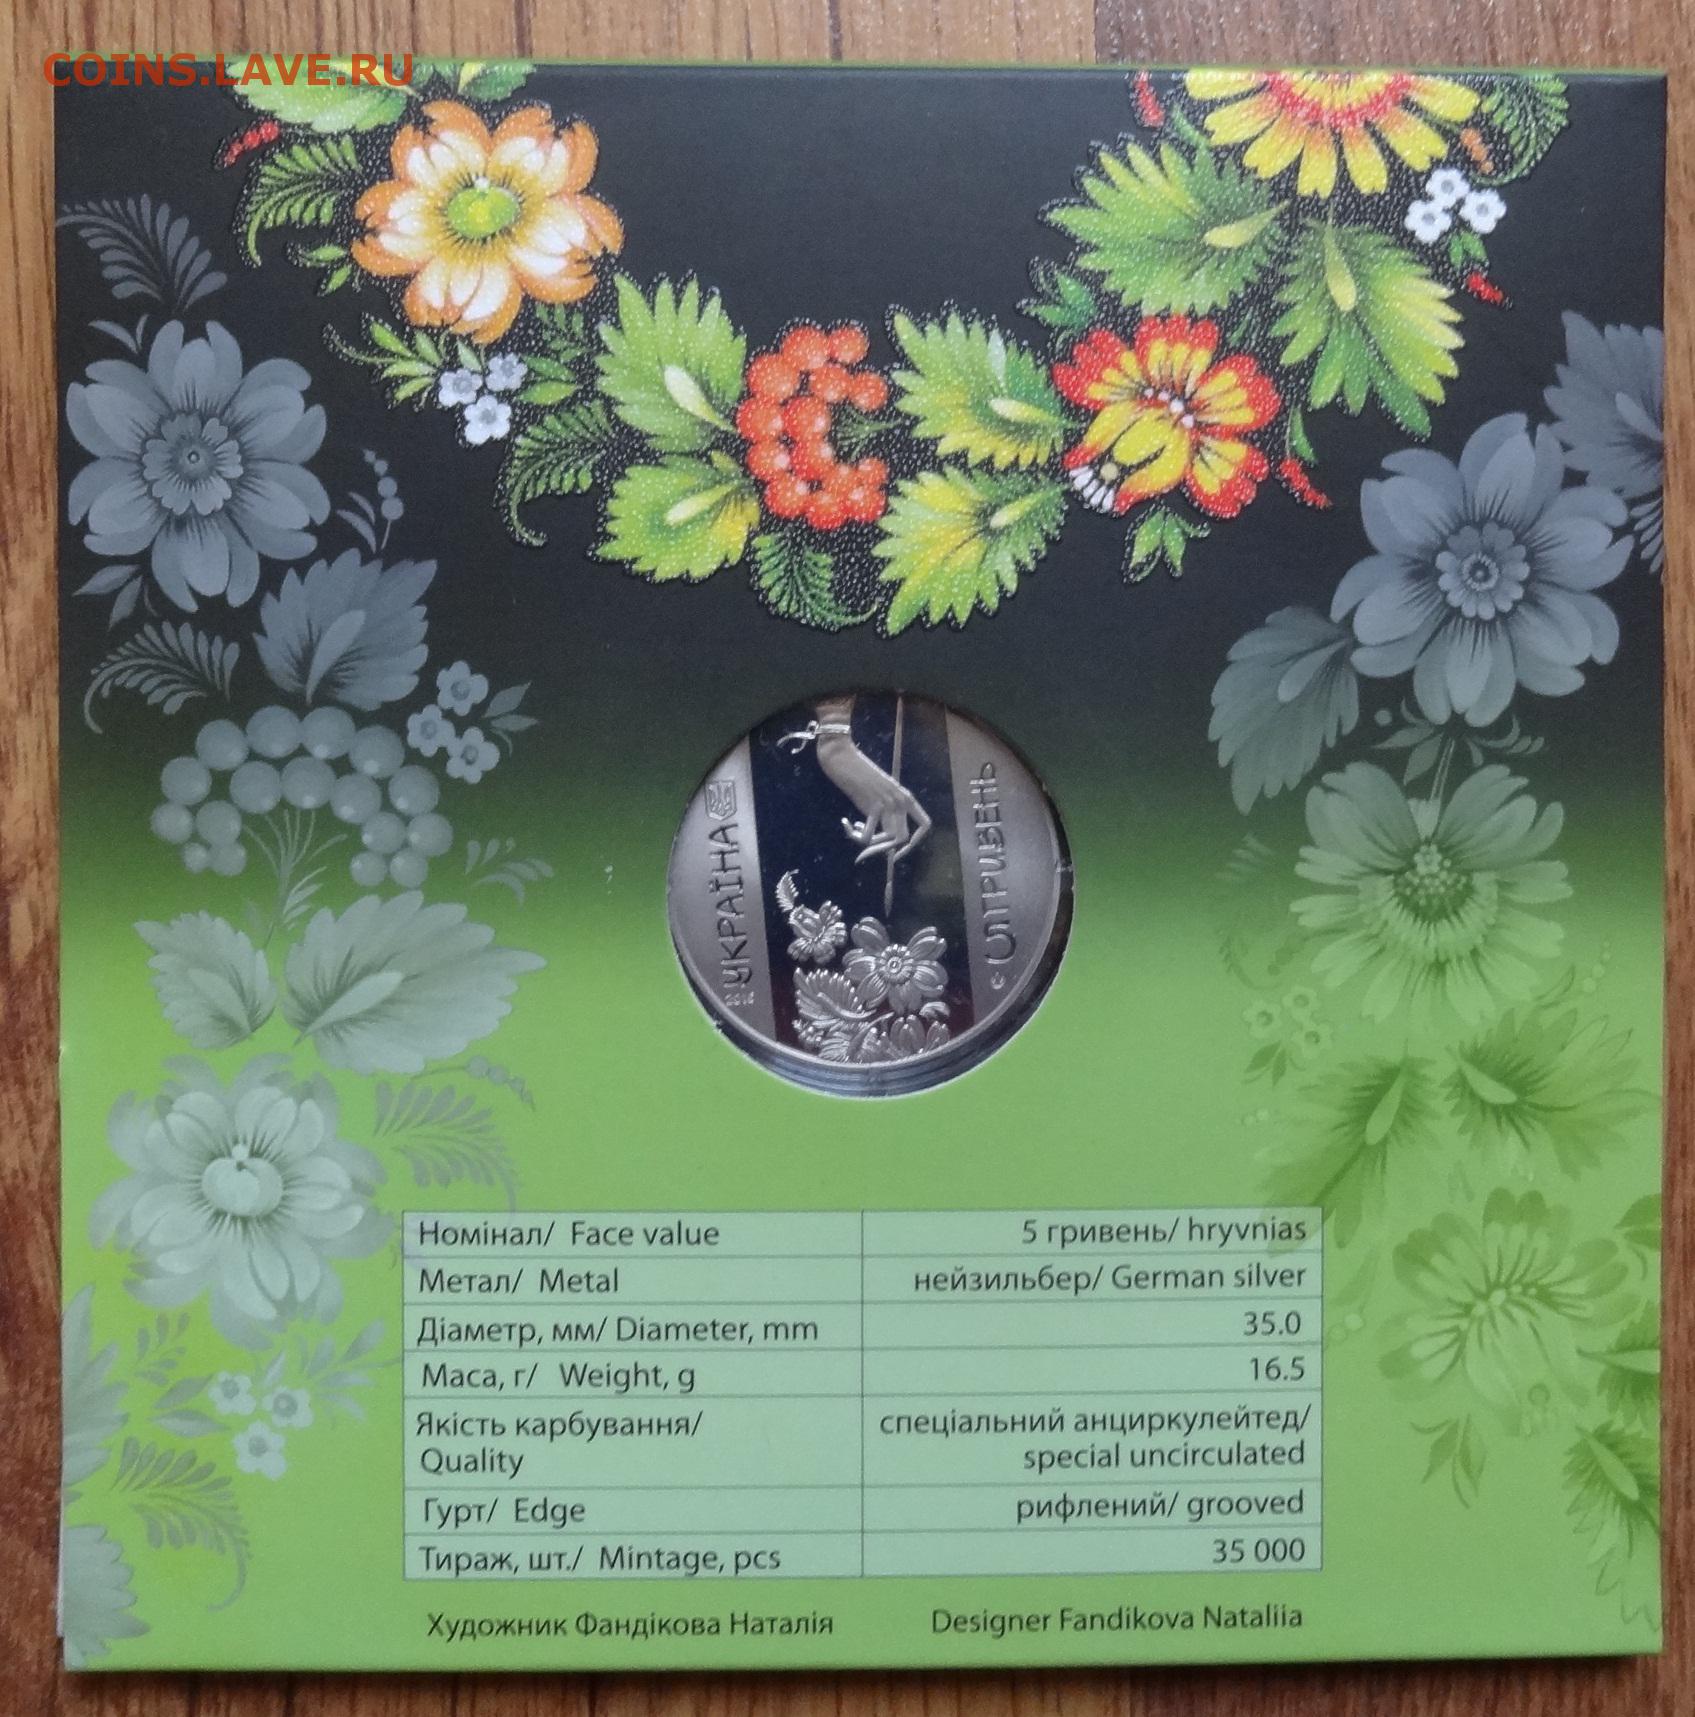 COINS.LAVE.RU
УКРАЇНА
2016
5 ГРИВЕНЬ
Номінал/ Face value 5 гривень/ hryvnias
Метал/ Metal нейзильбер/ German silver
Діаметр, мм/ Diameter, mm 35.0
Маса, г/ Weight, g 16.5
Якість карбування/ спеціальний анциркулейтед/
Quality special uncirculated
Гурт/ Edge рифлений/ grooved
Тираж, шт./ Mintage, pcs 35 000
Художник Фандікова Наталія Designer Fandikova Nataliia